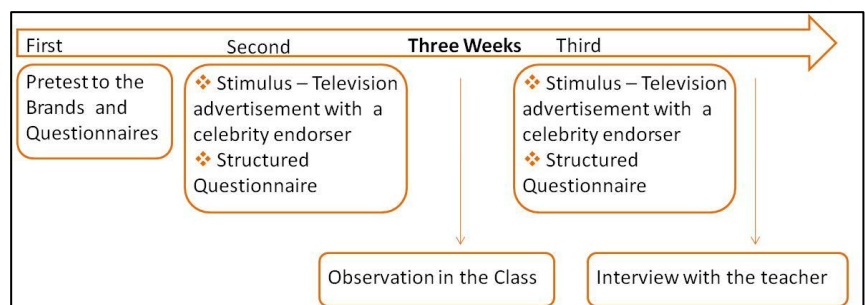 First Second Three Weeks Third
Pretest to the
Brands and
Questionnaires
❖ Stimulus – Television
advertisement with a
celebrity endorser
❖ Structured
Questionnaire
❖ Stimulus – Television
advertisement with a
celebrity endorser
❖ Structured
Questionnaire
Observation in the Class
Interview with the teacher